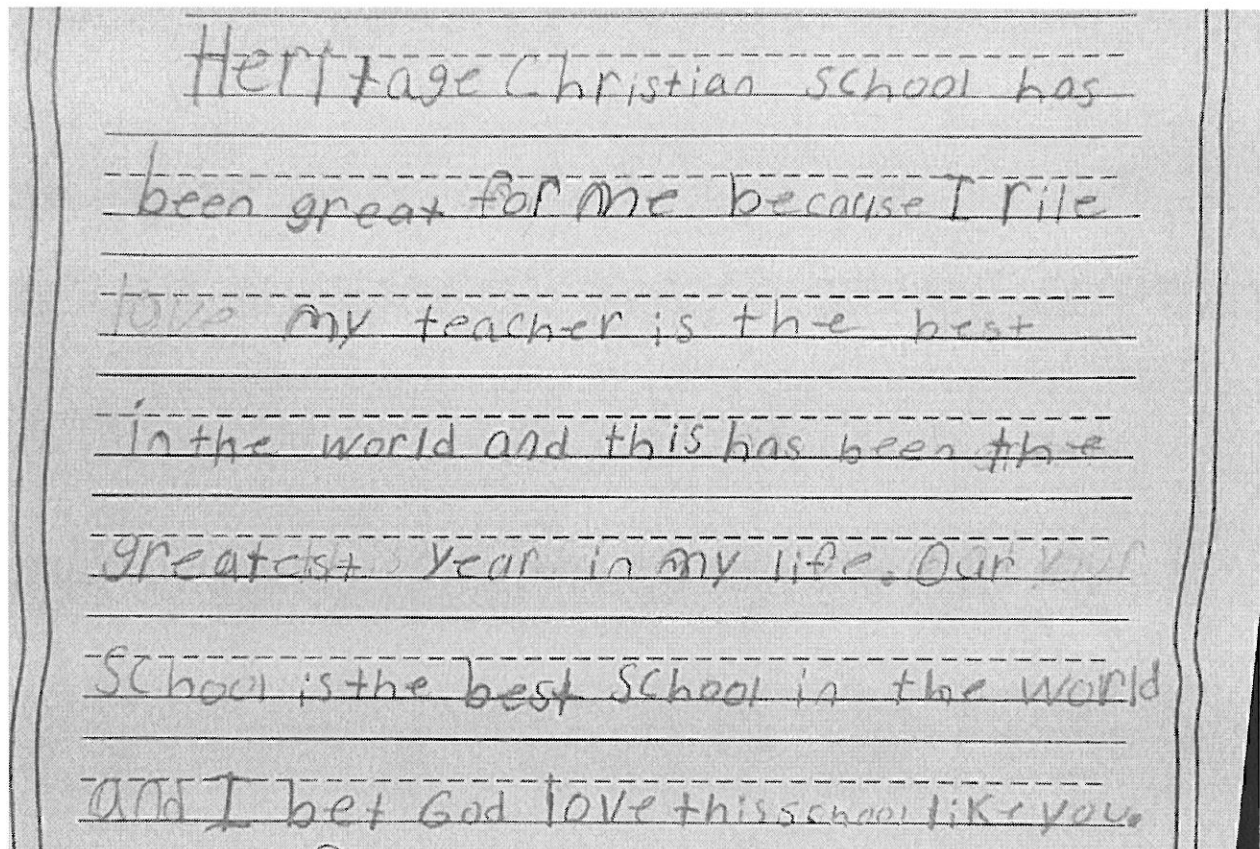 Heritage Christian school has
been great for me because I rile
love my teacher is the best
in the world and this has been the
greatest year in my life. Our
School is the best School in the world
and I bet God love this school like you.